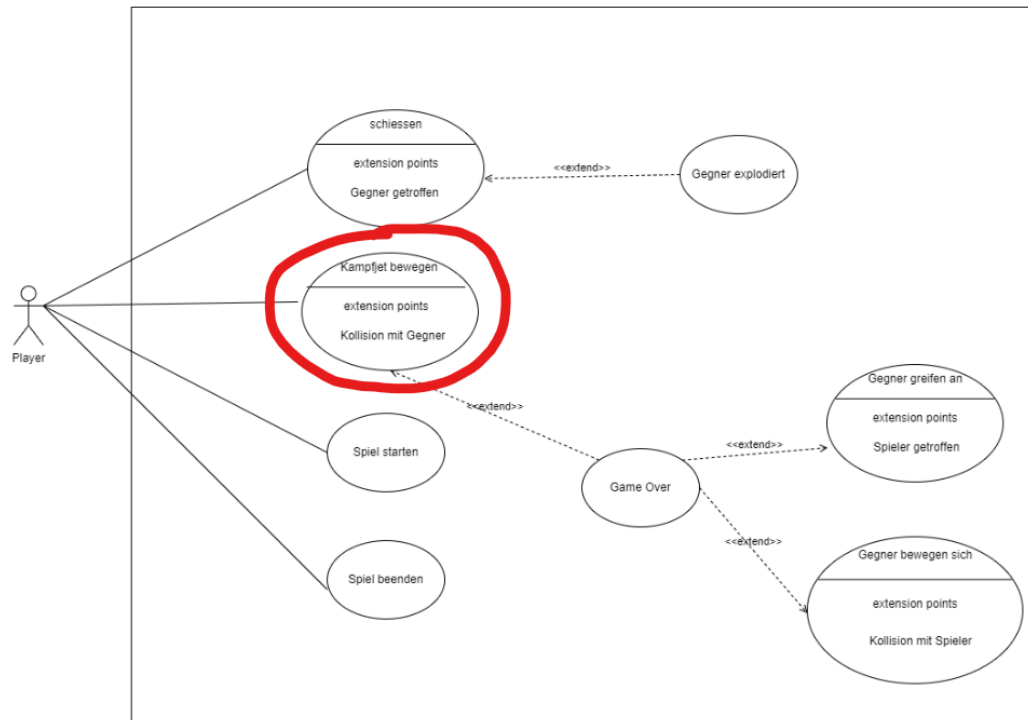 schiessen
extension points
Gegner getroffen
<<extend>>
Gegner explodiert
Kampfjet bewegen
extension points
Kollision mit Gegner
Player
<<extend>>
Gegner greifen an
extension points
Spieler getroffen
<<extend>>
Spiel starten
Game Over
<<extend>>
Gegner bewegen sich
extension points
Kollision mit Spieler
Spiel beenden